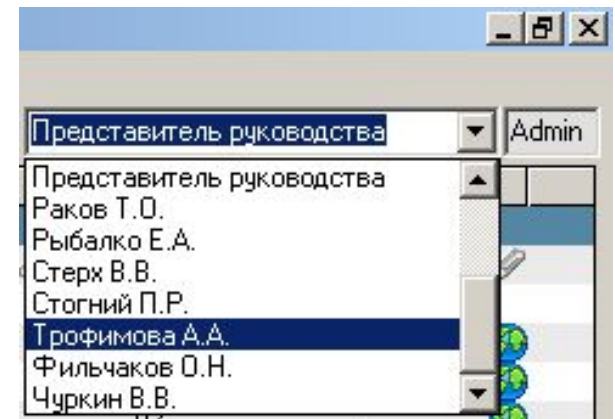 Представитель руководства
Admin
Представитель руководства
Раков Т.О.
Рыбалко Е.А.
Стерх В.В.
Стогний П.Р.
Трофимова А.А.
Фильчаков О.Н.
Чуркин В.В.